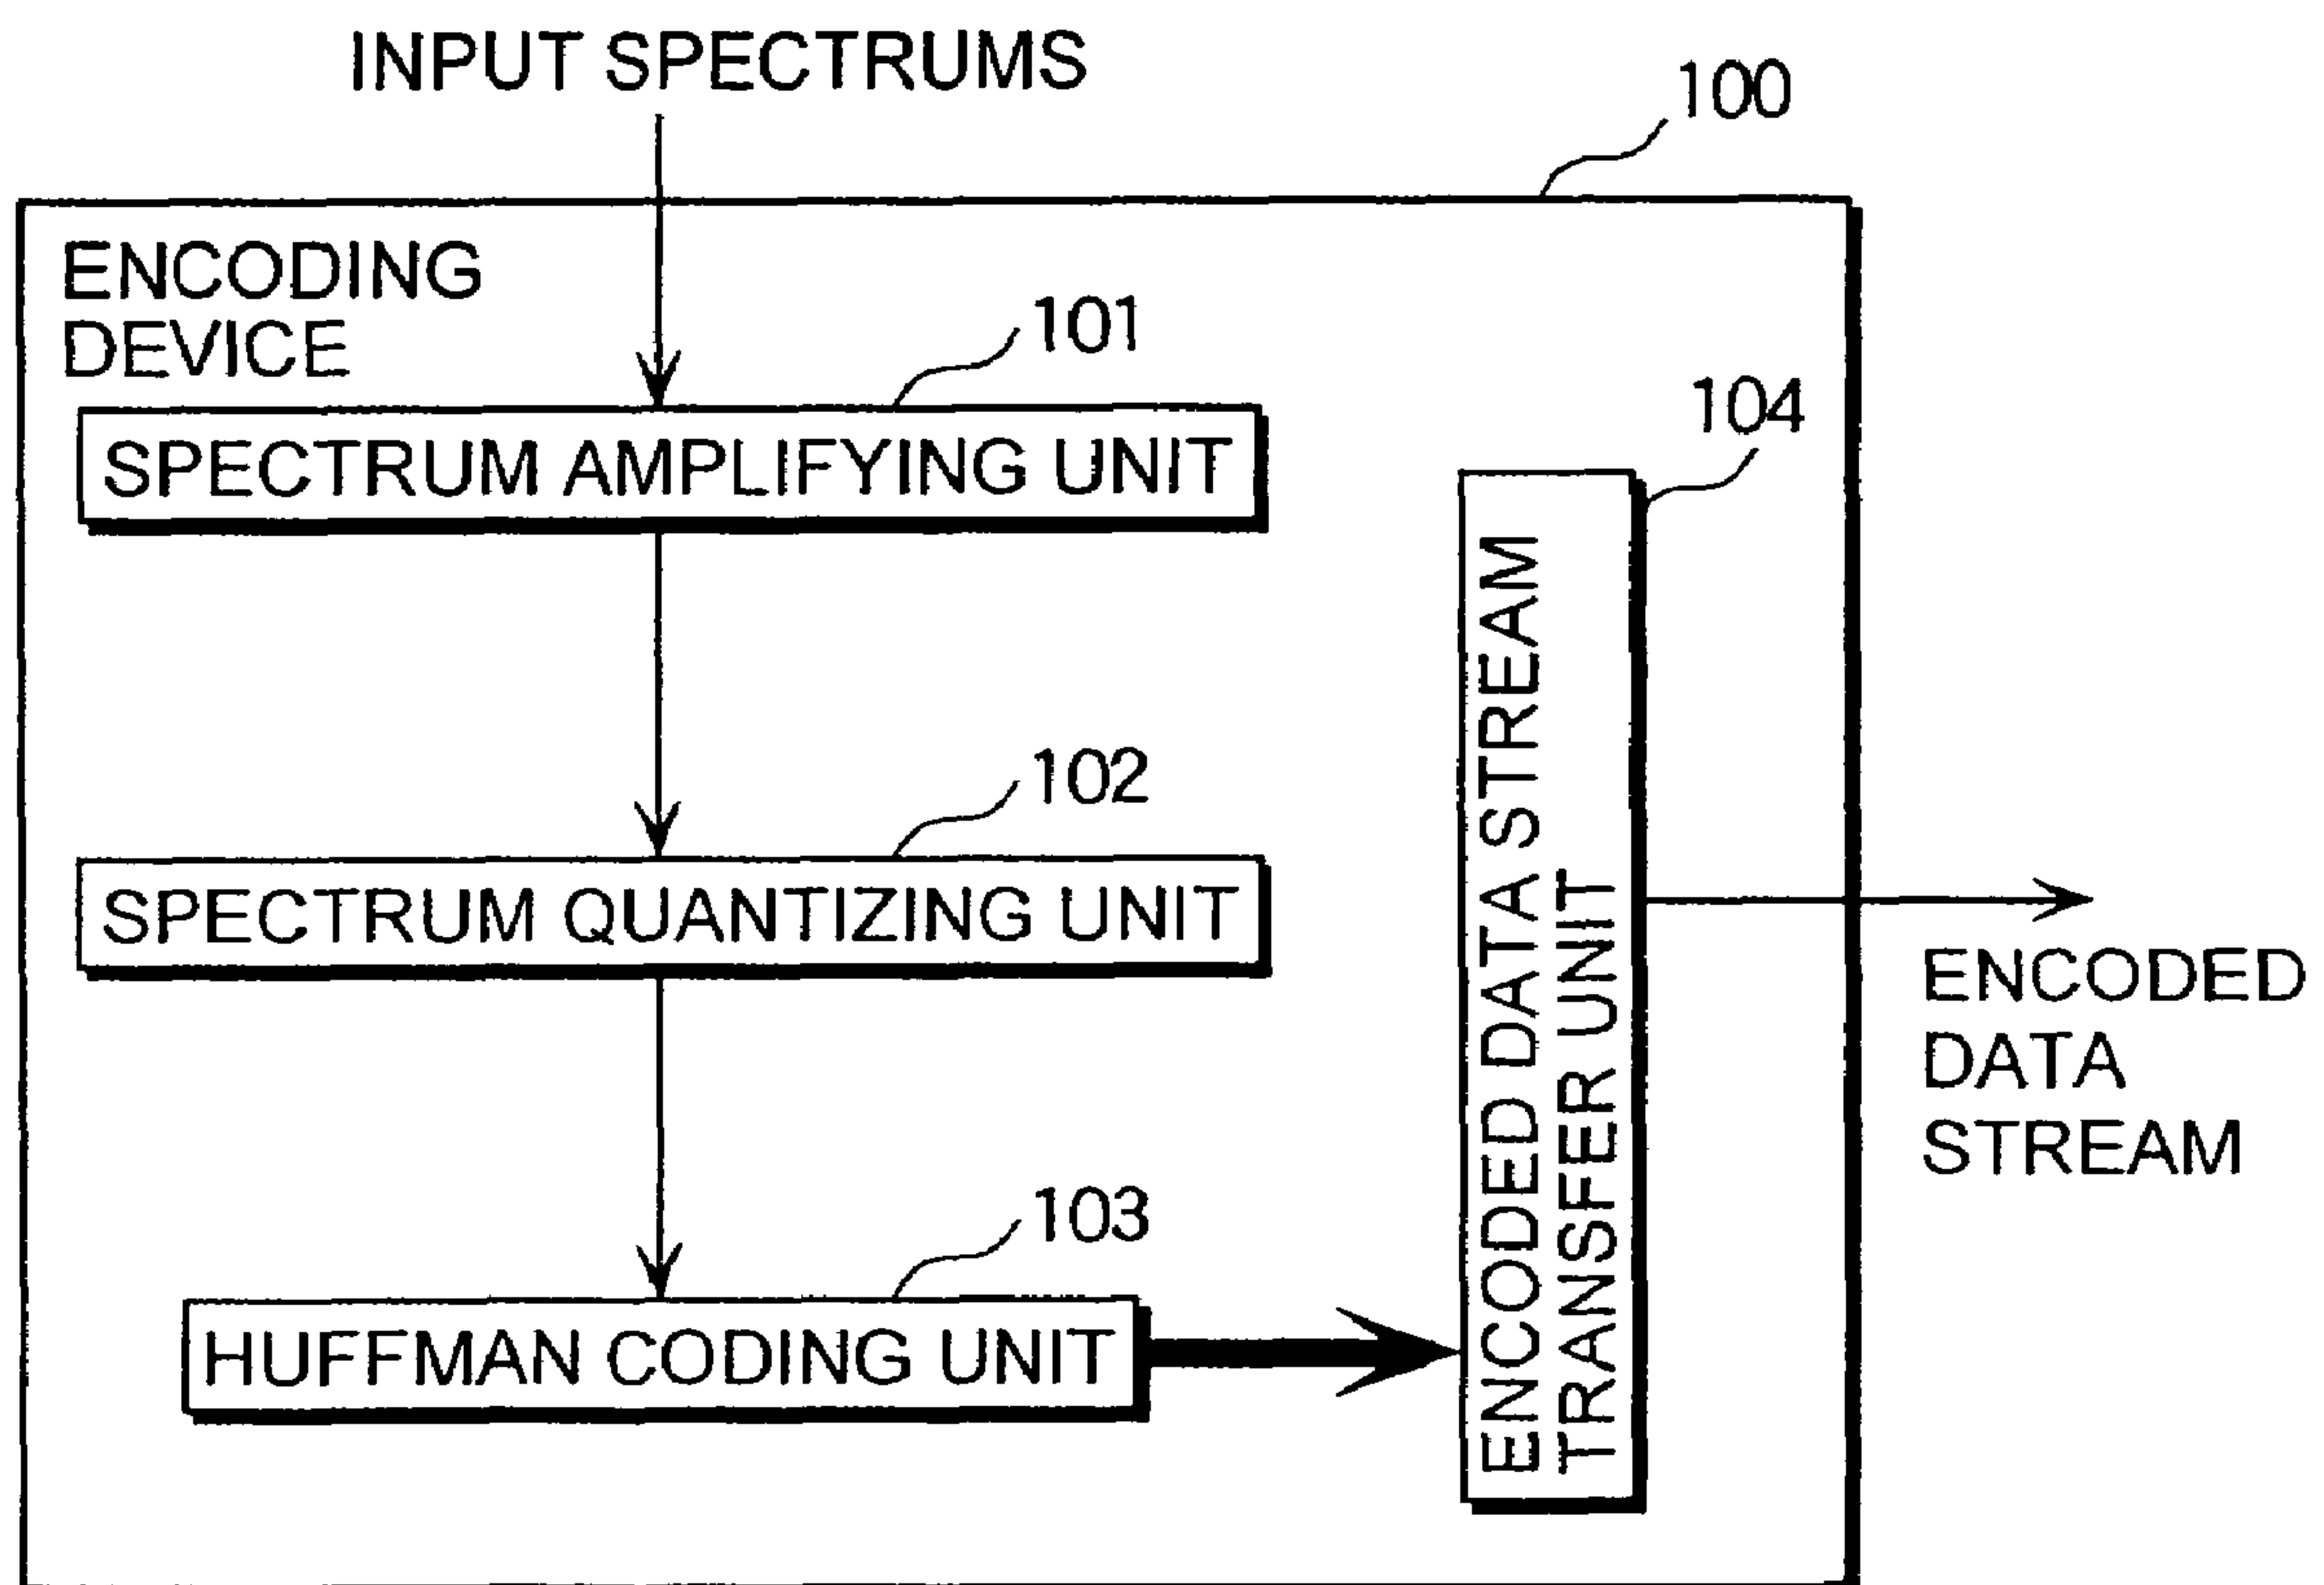 INPUT SPECTRUMS
100
ENCODING
DEVICE
101
SPECTRUM AMPLIFYING UNIT
104
102
SPECTRUM QUANTIZING UNIT
103
HUFFMAN CODING UNIT
ENCODED DATA STREAM
TRANSFER UNIT
ENCODED
DATA
STREAM